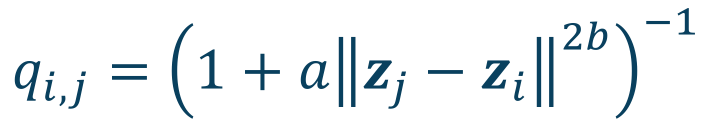 q_{i,j} = (1 + a‖z_j − z_i‖^{2b})^{−1}